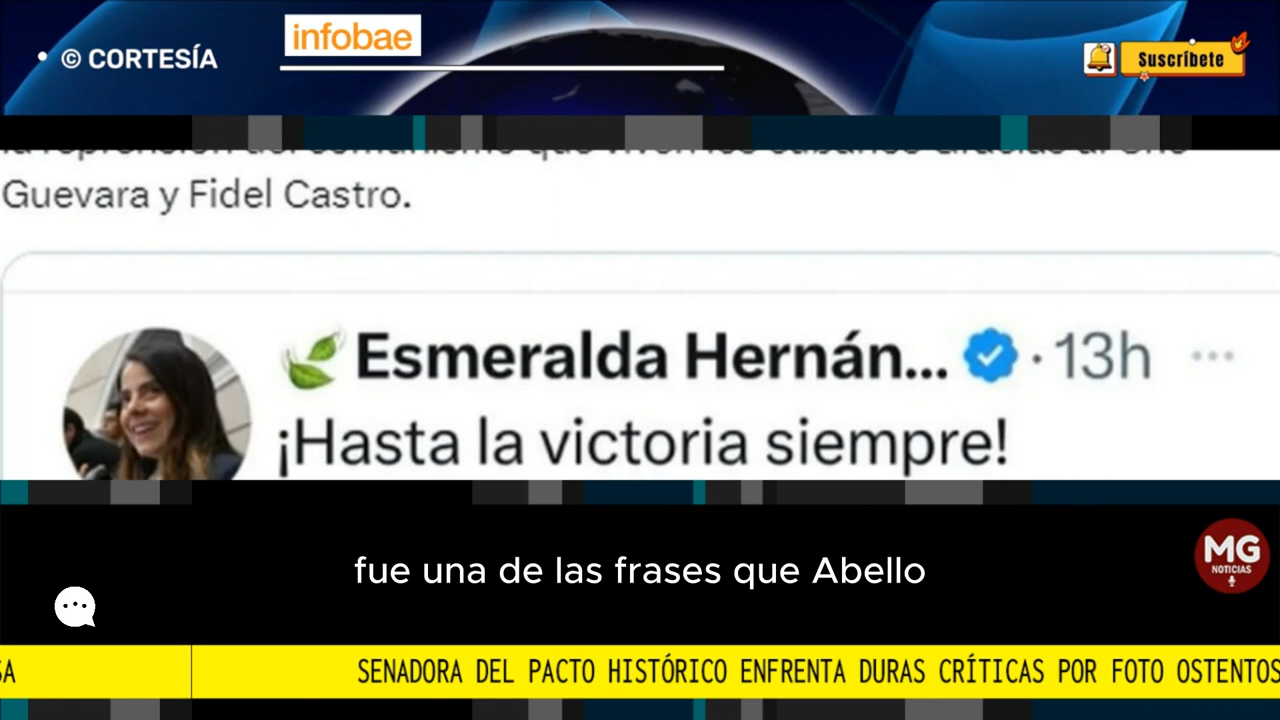 infobae
© CORTESÍA
Suscríbete
Guevara y Fidel Castro.
Esmeralda Hernán... · 13h ...
¡Hasta la victoria siempre!
fue una de las frases que Abello
MG
NOTICIAS
SA
SENADORA DEL PACTO HISTÓRICO ENFRENTA DURAS CRÍTICAS POR FOTO OSTENTOS